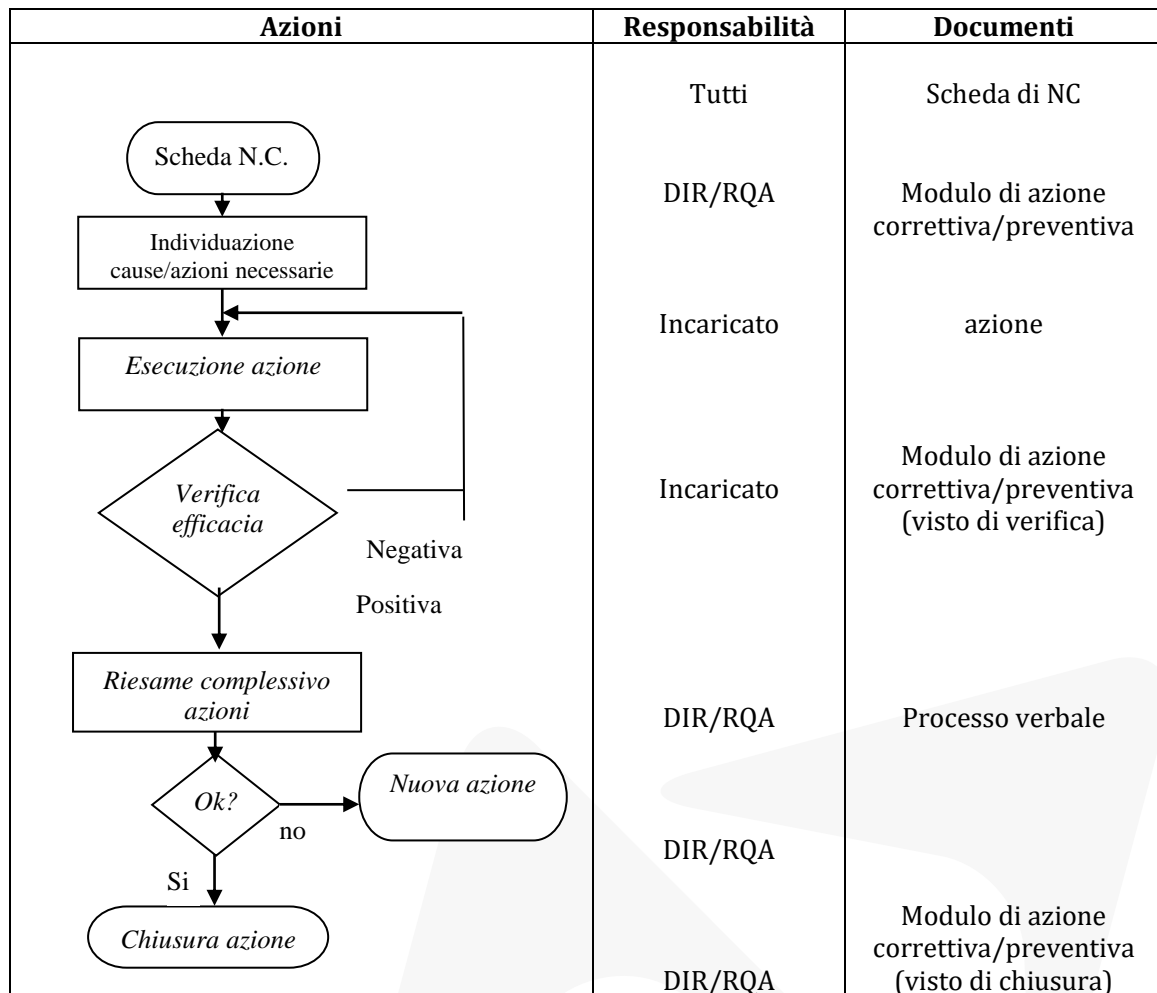 Azioni
Responsabilità
Documenti
Tutti
Scheda di NC
Scheda N.C.
DIR/RQA
Modulo di azione
correttiva/preventiva
Individuazione
cause/azioni necessarie
Incaricato
azione
Esecuzione azione
Verifica
efficacia
Incaricato
Modulo di azione
correttiva/preventiva
(visto di verifica)
Negativa
Positiva
Riesame complessivo
azioni
DIR/RQA
Processo verbale
Ok?
no
Nuova azione
DIR/RQA
Si
Chiusura azione
DIR/RQA
Modulo di azione
correttiva/preventiva
(visto di chiusura)